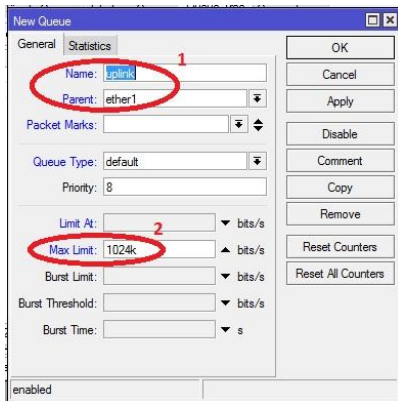 New Queue
General Statistics
1
Name: uplink
Parent: ether1
Packet Marks:
Queue Type: default
Priority: 8
Limit At: bits/s
2
Max Limit: 1024k bits/s
Burst Limit: bits/s
Burst Threshold: bits/s
Burst Time: s
enabled
OK
Cancel
Apply
Disable
Comment
Copy
Remove
Reset Counters
Reset All Counters